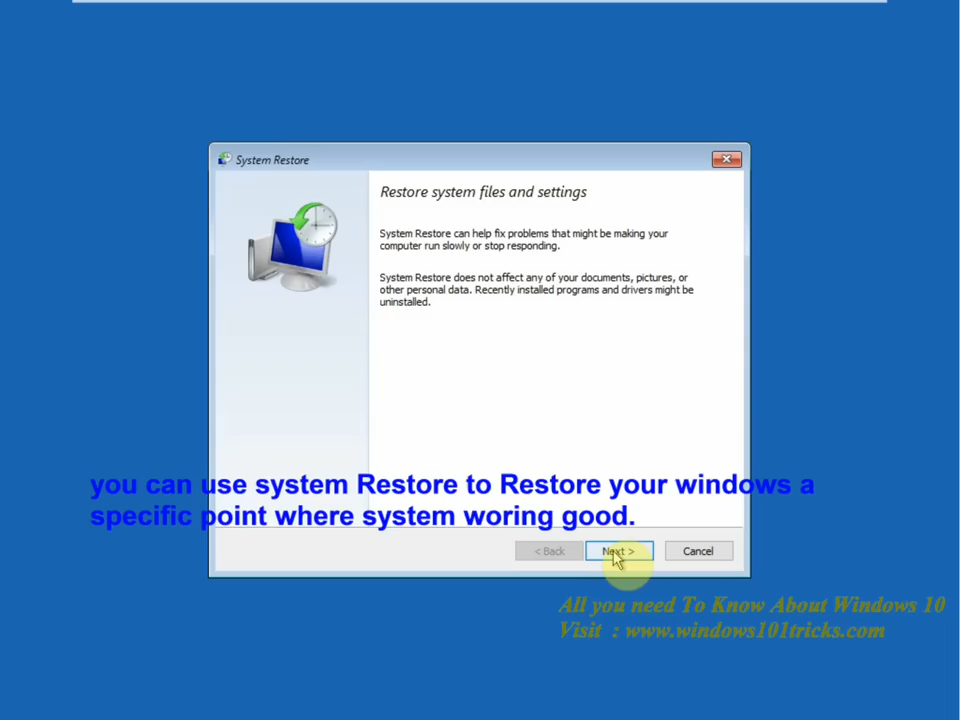 System Restore
Restore system files and settings
System Restore can help fix problems that might be making your
computer run slowly or stop responding.
System Restore does not affect any of your documents, pictures, or
other personal data. Recently installed programs and drivers might be
uninstalled.
you can use system Restore to Restore your windows a
specific point where system woring good.
< Back
Next >
Cancel
All you need To Know About Windows 10
Visit : www.windows101tricks.com